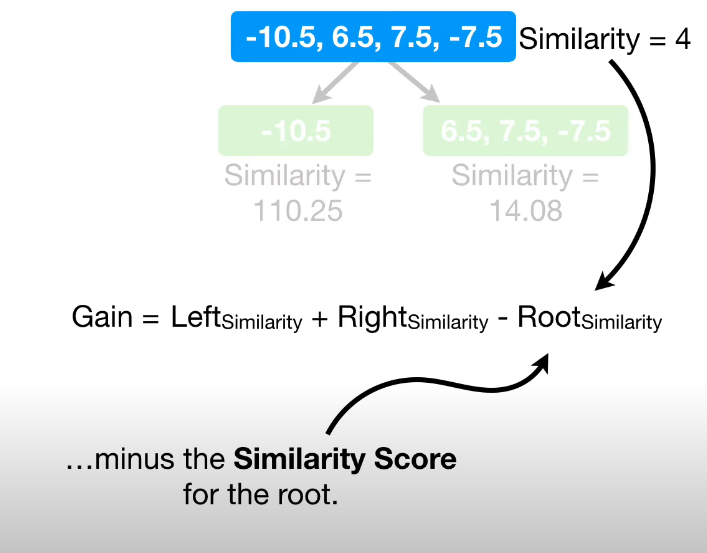 -10.5, 6.5, 7.5, -7.5 Similarity = 4
-10.5 6.5, 7.5, -7.5
Similarity = Similarity =
110.25 14.08
Gain = LeftSimilarity + RightSimilarity - RootSimilarity
…minus the Similarity Score
for the root.